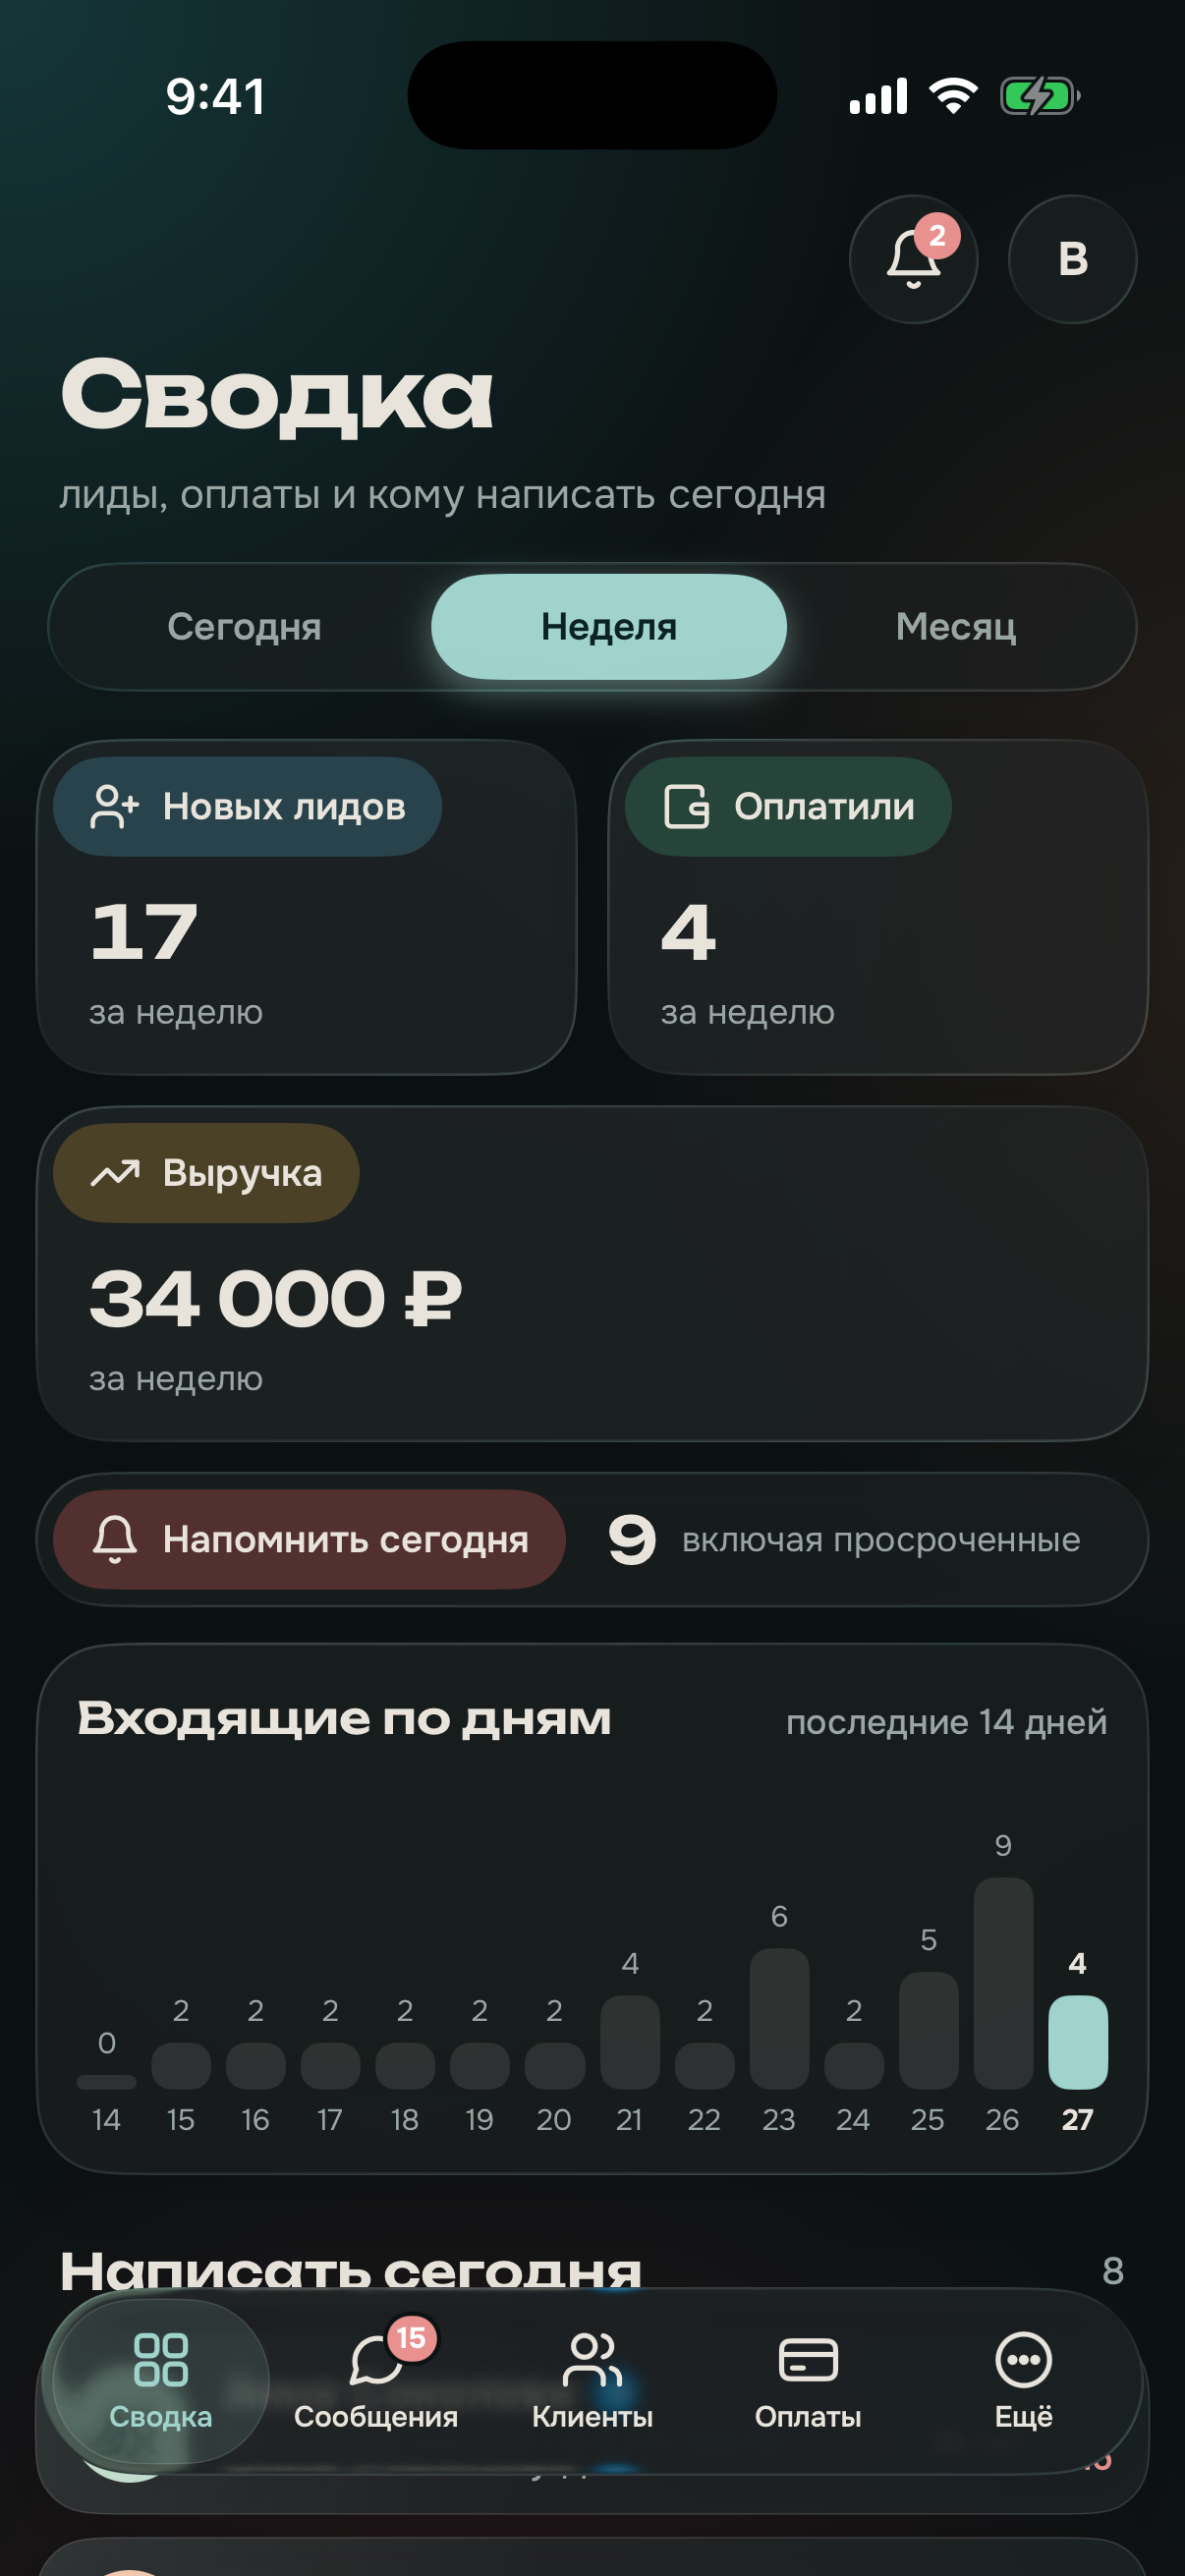 9:41
2
B
Сводка
лиды, оплаты и кому написать сегодня
Сегодня Неделя Месяц
Новых лидов
17
за неделю
Оплатили
4
за неделю
Выручка
34 000 ₽
за неделю
Напомнить сегодня 9 включая просроченные
Входящие по дням последние 14 дней
0 2 2 2 2 2 2 4 2 6 2 5 9 4
14 15 16 17 18 19 20 21 22 23 24 25 26 27
Написать сегодня 8
15
Сводка Сообщения Клиенты Оплаты Ещё